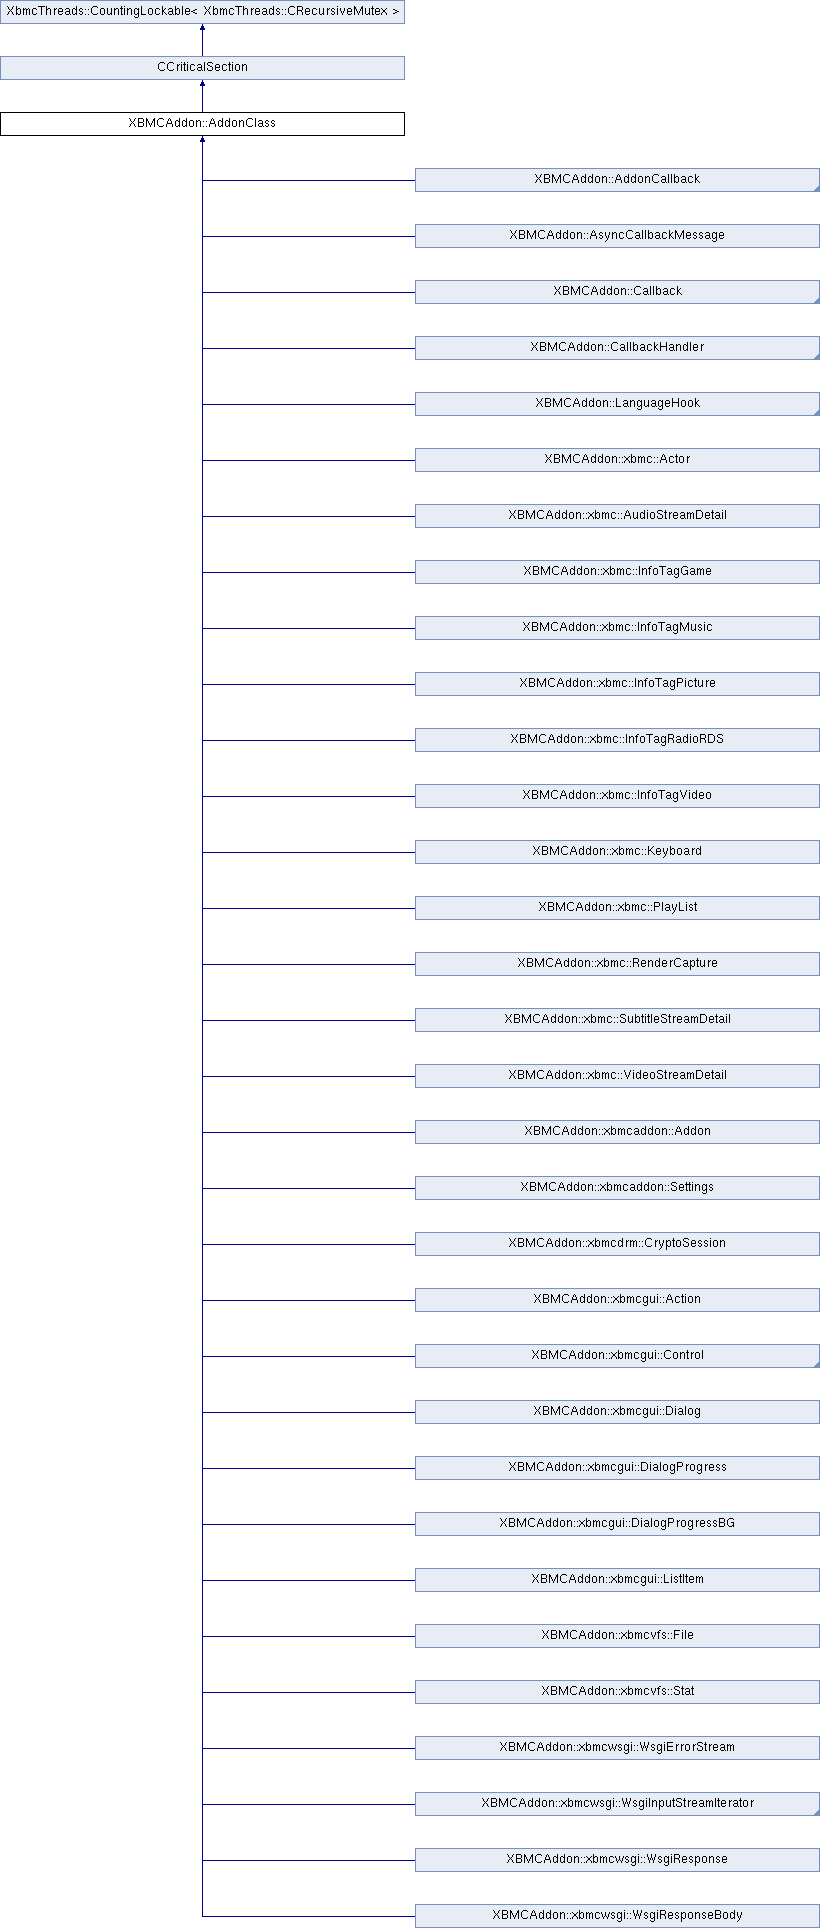 XbmcThreads::CountingLockable< XbmcThreads::CRecursiveMutex >
CCriticalSection
XBMCAddon::AddonClass
XBMCAddon::AddonCallback
XBMCAddon::AsyncCallbackMessage
XBMCAddon::Callback
XBMCAddon::CallbackHandler
XBMCAddon::LanguageHook
XBMCAddon::xbmc::Actor
XBMCAddon::xbmc::AudioStreamDetail
XBMCAddon::xbmc::InfoTagGame
XBMCAddon::xbmc::InfoTagMusic
XBMCAddon::xbmc::InfoTagPicture
XBMCAddon::xbmc::InfoTagRadioRDS
XBMCAddon::xbmc::InfoTagVideo
XBMCAddon::xbmc::Keyboard
XBMCAddon::xbmc::PlayList
XBMCAddon::xbmc::RenderCapture
XBMCAddon::xbmc::SubtitleStreamDetail
XBMCAddon::xbmc::VideoStreamDetail
XBMCAddon::xbmcaddon::Addon
XBMCAddon::xbmcaddon::Settings
XBMCAddon::xbmcdrm::CryptoSession
XBMCAddon::xbmcgui::Action
XBMCAddon::xbmcgui::Control
XBMCAddon::xbmcgui::Dialog
XBMCAddon::xbmcgui::DialogProgress
XBMCAddon::xbmcgui::DialogProgressBG
XBMCAddon::xbmcgui::ListItem
XBMCAddon::xbmcvfs::File
XBMCAddon::xbmcvfs::Stat
XBMCAddon::xbmcwsgi::WsgiErrorStream
XBMCAddon::xbmcwsgi::WsgiInputStreamIterator
XBMCAddon::xbmcwsgi::WsgiResponse
XBMCAddon::xbmcwsgi::WsgiResponseBody